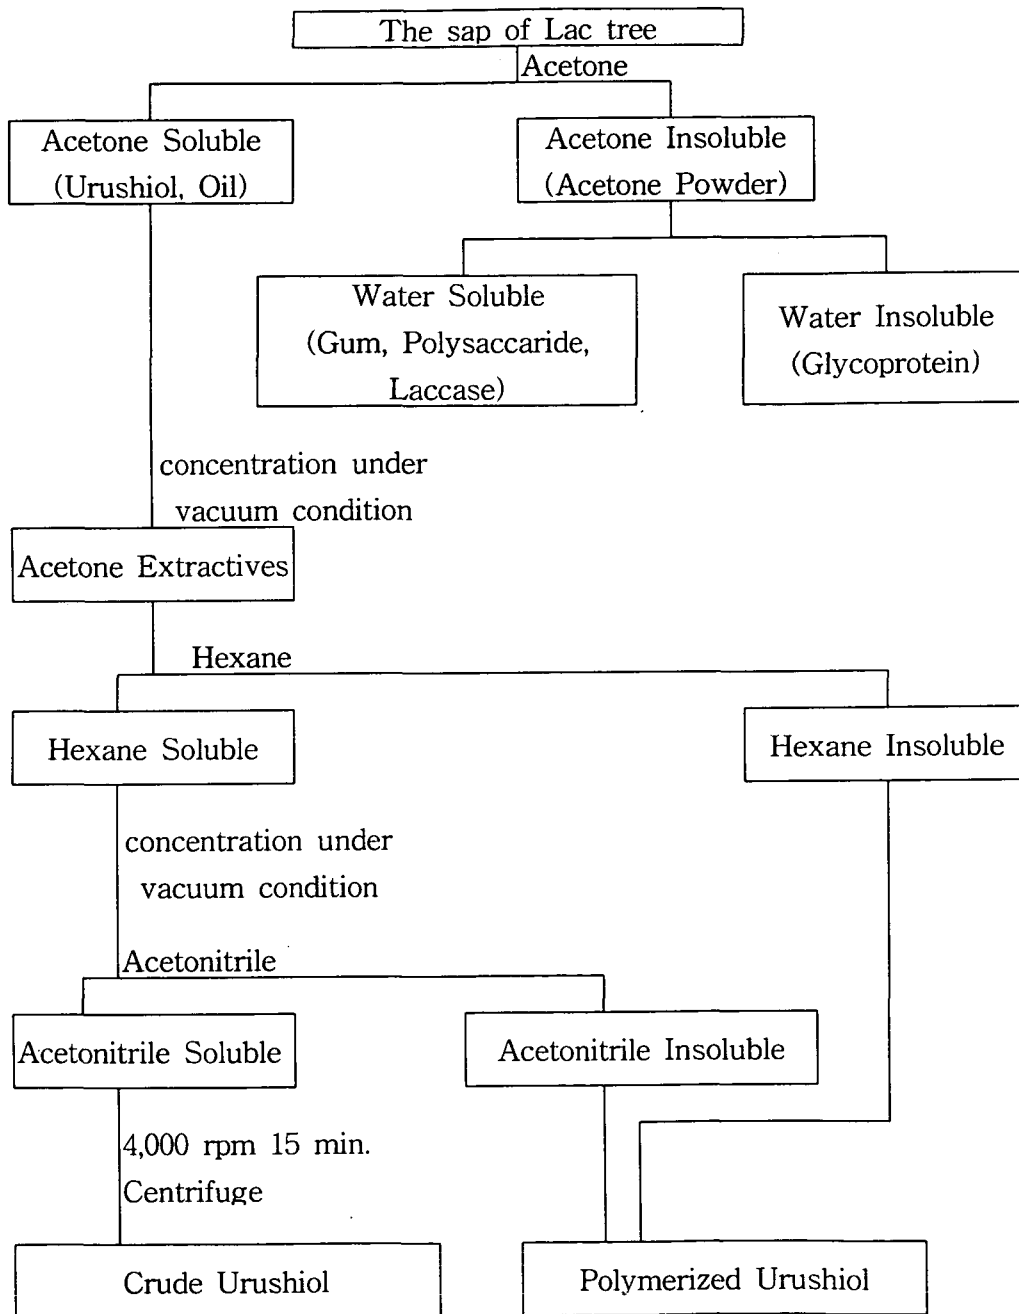 The sap of Lac tree
Acetone
Acetone Soluble
(Urushiol, Oil)
Acetone Insoluble
(Acetone Powder)
Water Soluble
(Gum, Polysaccaride,
Laccase)
Water Insoluble
(Glycoprotein)
concentration under
vacuum condition
Acetone Extractives
Hexane
Hexane Soluble
Hexane Insoluble
concentration under
vacuum condition
Acetonitrile
Acetonitrile Soluble
Acetonitrile Insoluble
4,000 rpm 15 min.
Centrifuge
Crude Urushiol
Polymerized Urushiol